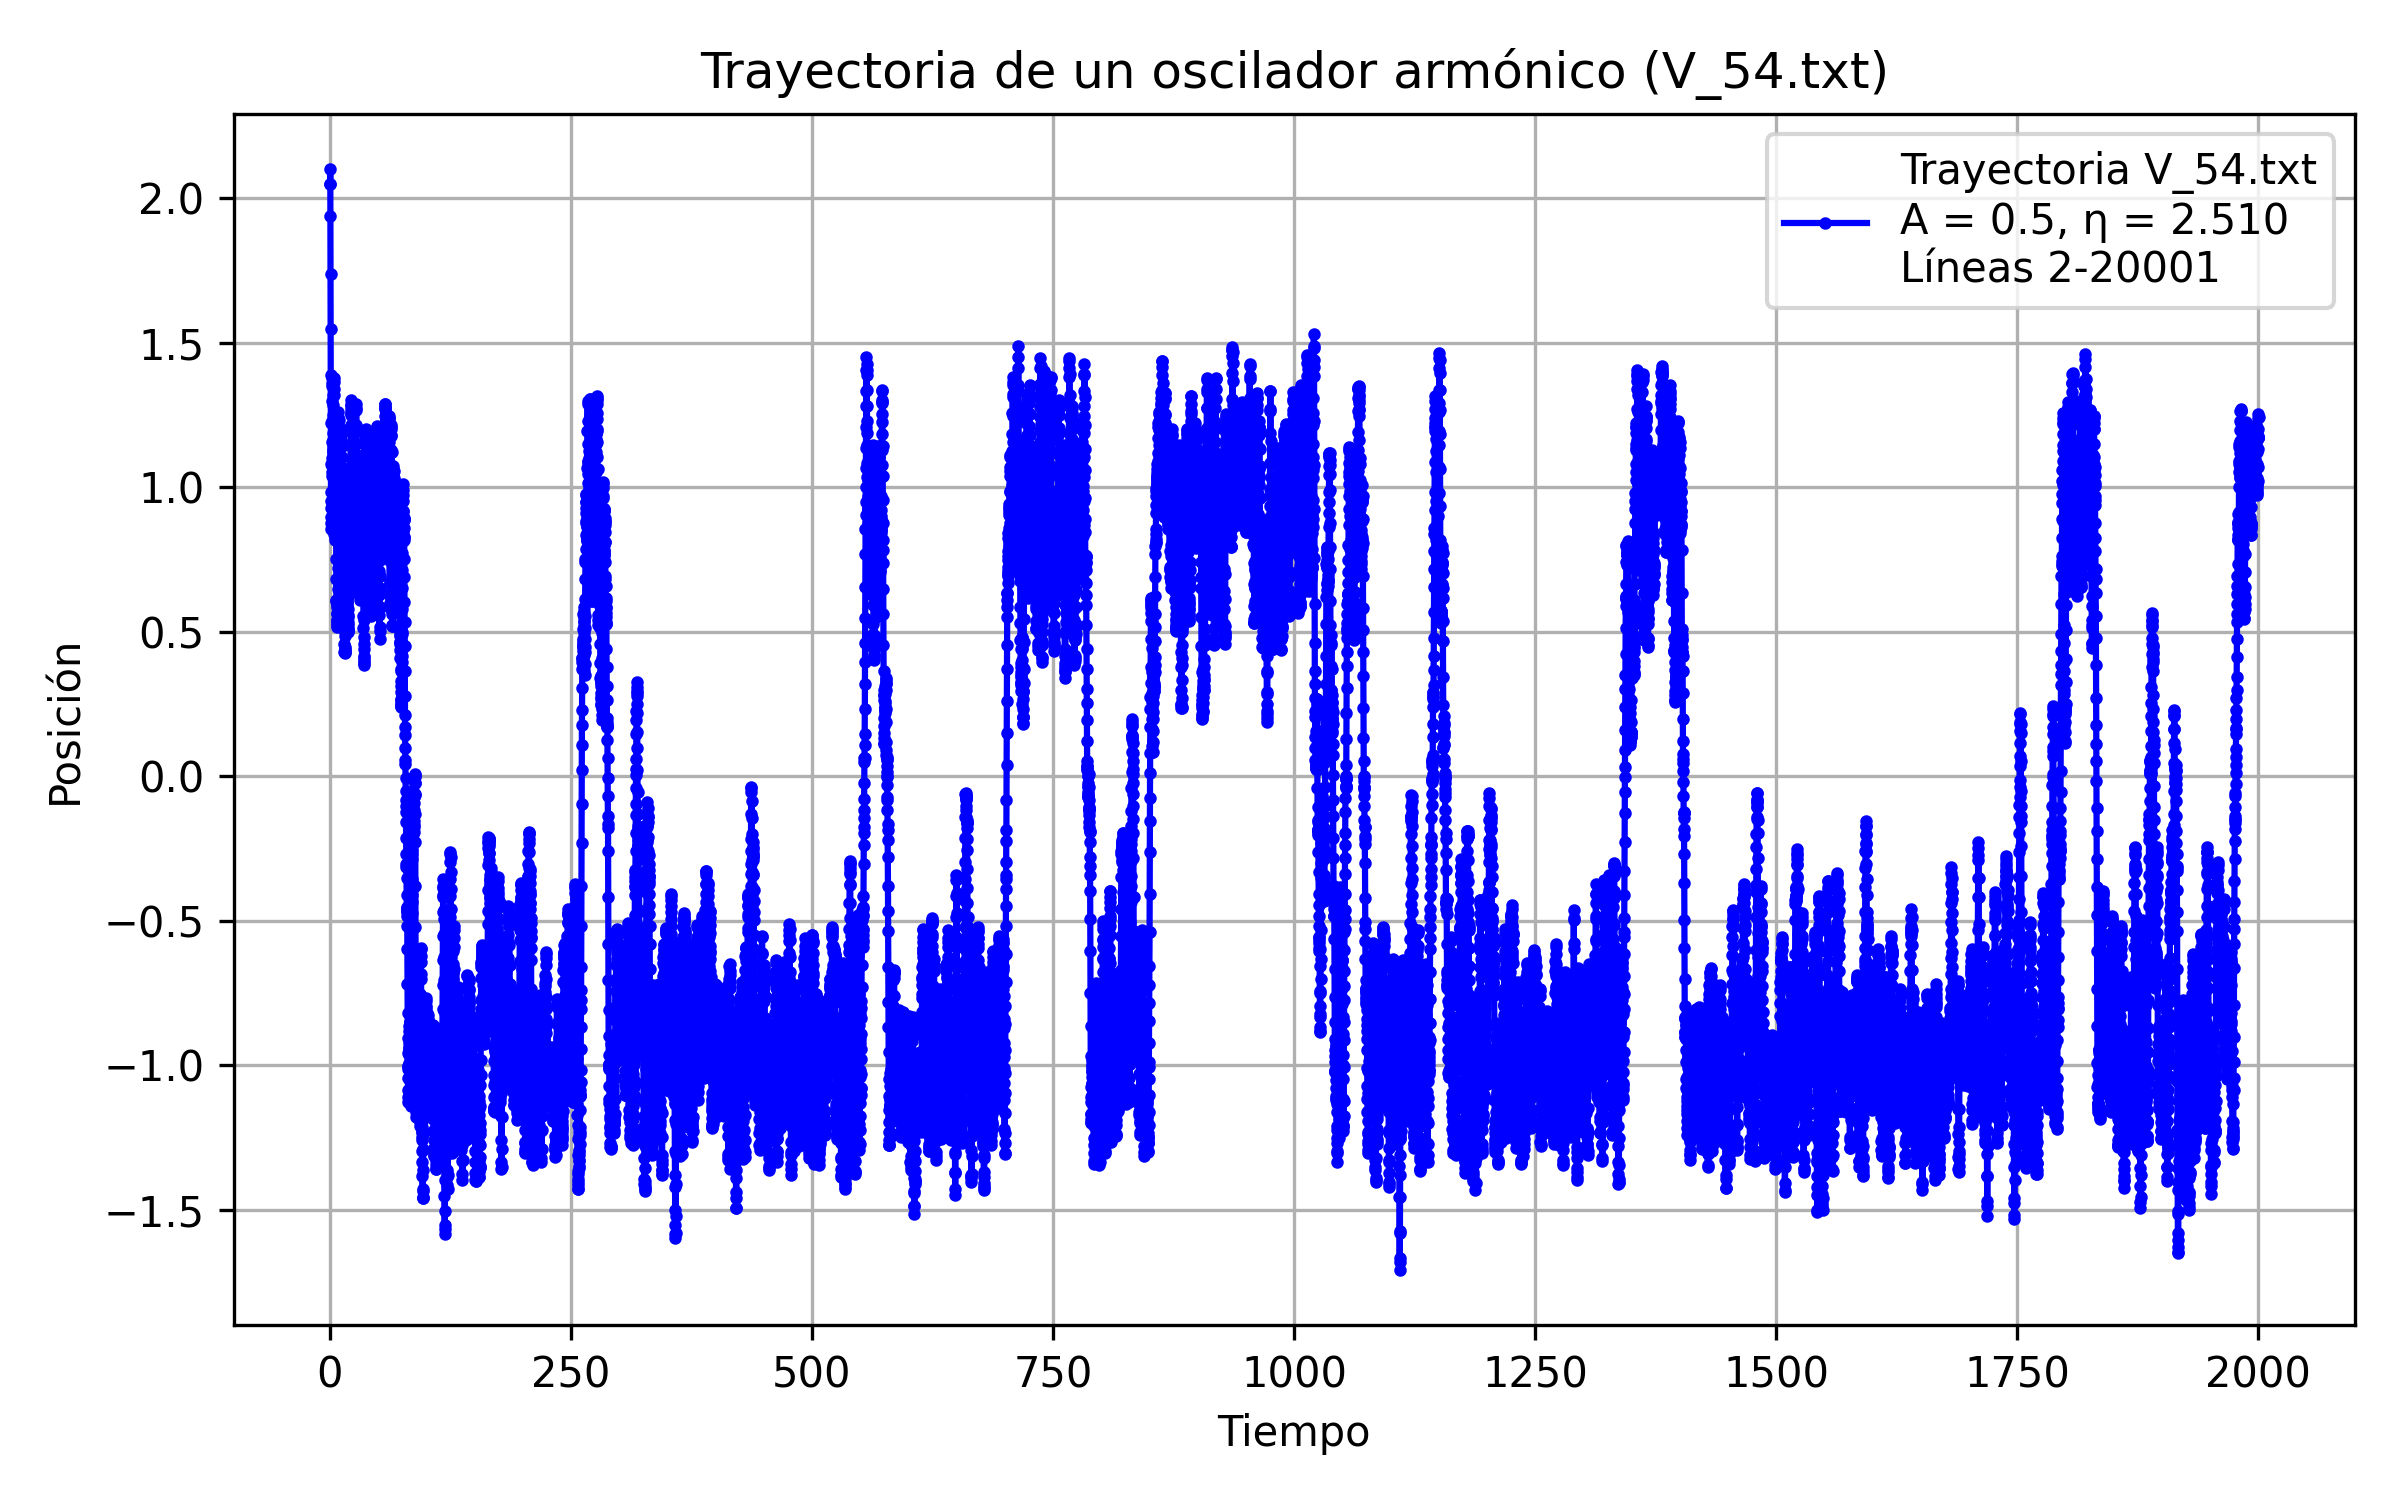 Trayectoria de un oscilador armónico (V_54.txt)
Trayectoria V_54.txt
A = 0.5, η = 2.510
Líneas 2-20001
2.0
1.5
1.0
0.5
0.0
−0.5
−1.0
−1.5
Posición
0 250 500 750 1000 1250 1500 1750 2000
Tiempo